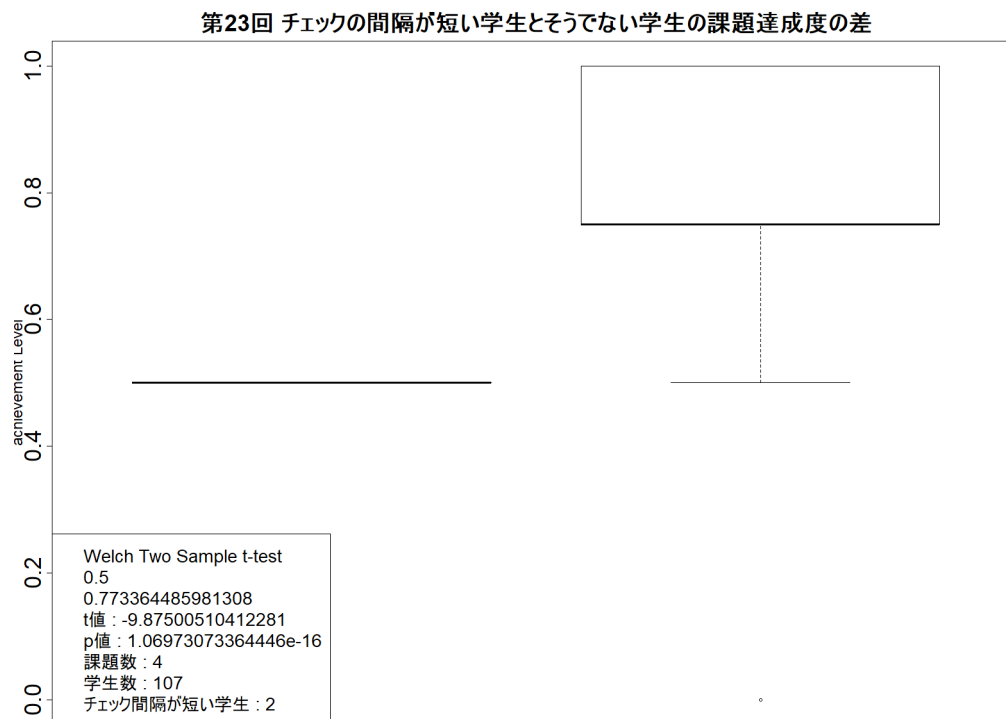 第23回 チェックの間隔が短い学生とそうでない学生の課題達成度の差
1.0
0.8
0.6
0.4
0.2
0.0
achievement Level
Welch Two Sample t-test
0.5
0.773364485981308
t値 : -9.87500510412281
p値 : 1.06973073364446e-16
課題数 : 4
学生数 : 107
チェック間隔が短い学生 : 2